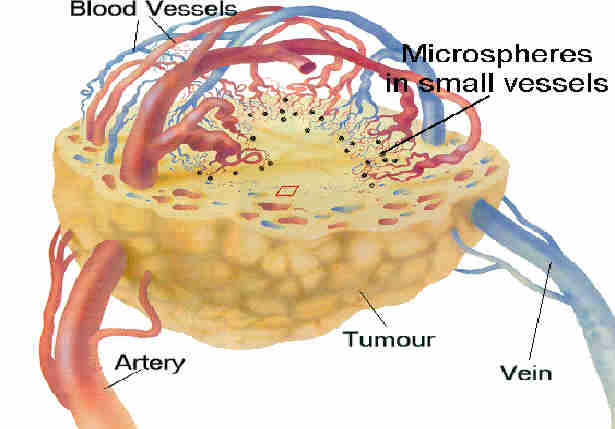 Blood Vessels
Microspheres
in small vessels
Tumour
Artery
Vein